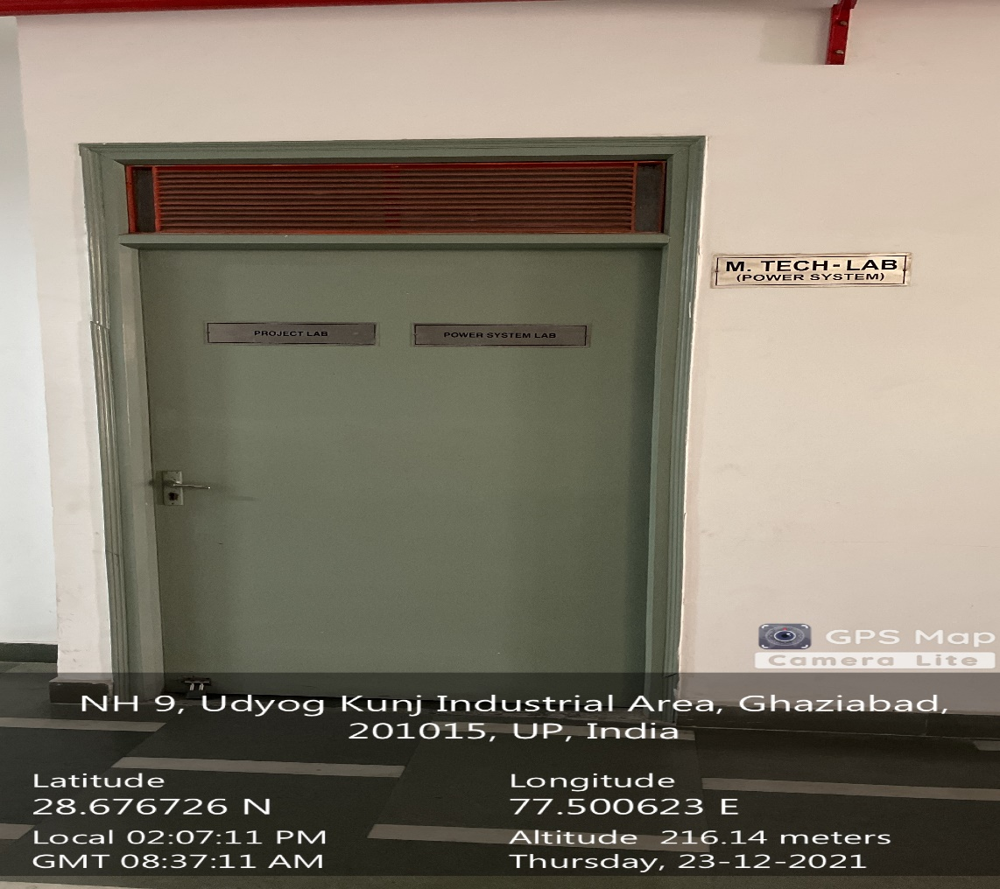 M. TECH-LAB
(POWER SYSTEM)
PROJECT LAB
POWER SYSTEM LAB
GPS Map
Camera Lite
NH 9, Udyog Kunj Industrial Area, Ghaziabad,
201015, UP, India
Latitude
28.676726 N
Longitude
77.500623 E
Local 02:07:11 PM
GMT 08:37:11 AM
Altitude 216.14 meters
Thursday, 23-12-2021